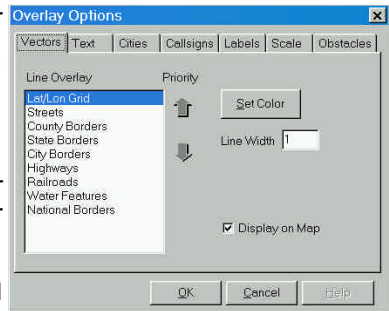 Overlay Options
Vectors Text Cities Callsigns Labels Scale Obstacles
Line Overlay Priority
Lat/Lon Grid
Streets
County Borders
State Borders
City Borders
Highways
Railroads
Water Features
National Borders
Set Color
Line Width 1
Display on Map
OK Cancel Help